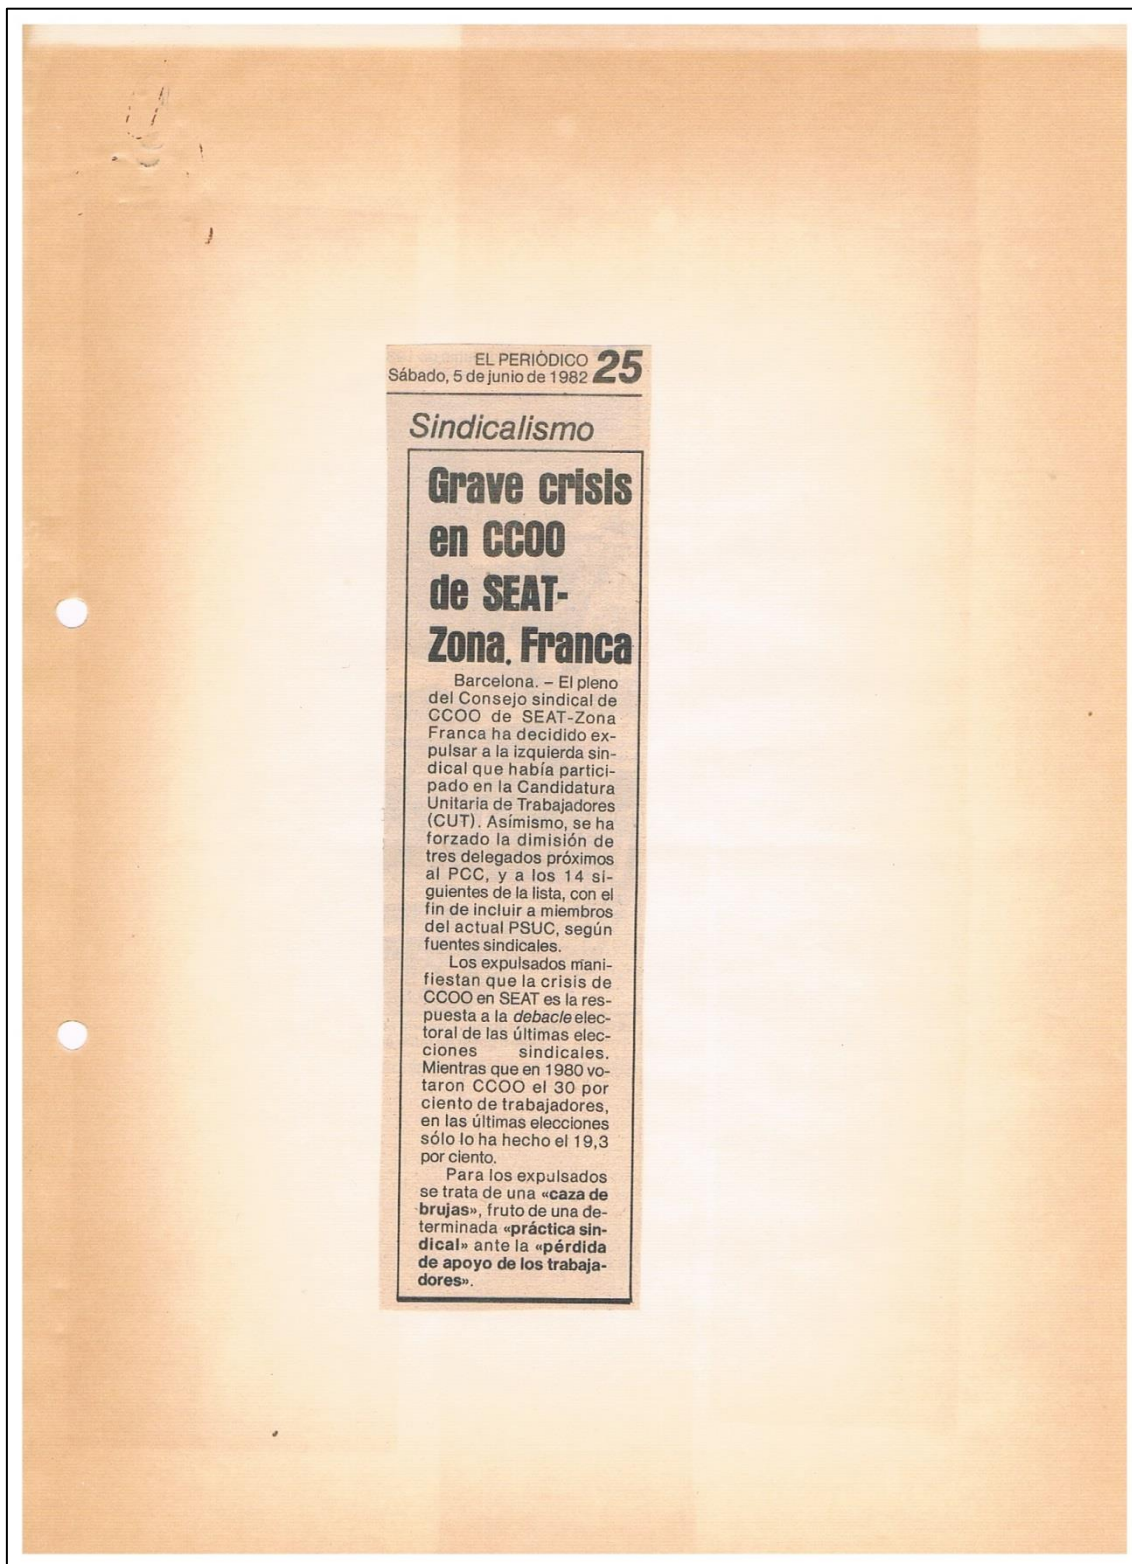 EL PERIÒDICO 25
Sábado, 5 de junio de 1982
Sindicalismo
Grave crisis
en CCOO
de SEAT-
Zona. Franca
Barcelona. – El pleno
del Consejo sindical de
CCOO de SEAT-Zona
Franca ha decidido ex-
pulsar a la izquierda sin-
dical que había partici-
pado en la Candidatura
Unitaria de Trabajadores
(CUT). Asímismo, se ha
forzado la dimisión de
tres delegados próximos
al PCC, y a los 14 si-
guientes de la lista, con el
fin de incluir a miembros
del actual PSUC, según
fuentes sindicales.
Los expulsados mani-
fiestan que la crisis de
CCOO en SEAT es la res-
puesta a la debacle elec-
toral de las últimas elec-
ciones sindicales.
Mientras que en 1980 vo-
taron CCOO el 30 por
ciento de trabajadores,
en las últimas elecciones
sólo lo ha hecho el 19,3
por ciento.
Para los expulsados
se trata de una «caza de
brujas», fruto de una de-
terminada «práctica sin-
dical» ante la «pérdida
de apoyo de los trabaja-
dores».